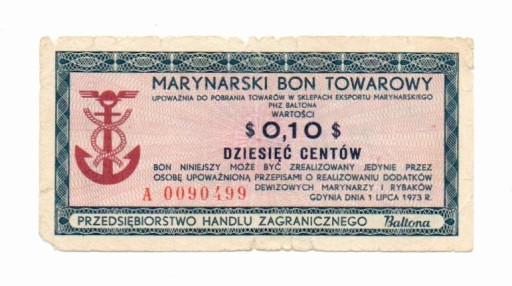 MARYNARSKI BON TOWAROWY
UPOWAŻNIA DO POBRANIA TOWARÓW W SKLEPACH EKSPORTU MARYNARSKIEGO
PHZ BALTONA
WARTOŚCI
$ 0,10 $
DZIESIĘĆ CENTÓW
BON NINIEJSZY MOŻE BYĆ ZREALIZOWANY JEDYNIE PRZEZ
OSOBĘ UPOWAŻNIONĄ PRZEPISAMI O REALIZOWANIU DODATKÓW
DEWIZOWYCH MARYNARZY I RYBAKÓW
A 0090499
GDYNIA DNIA 1 LIPCA 1973 R.
PRZEDSIĘBIORSTWO HANDLU ZAGRANICZNEGO Baltona